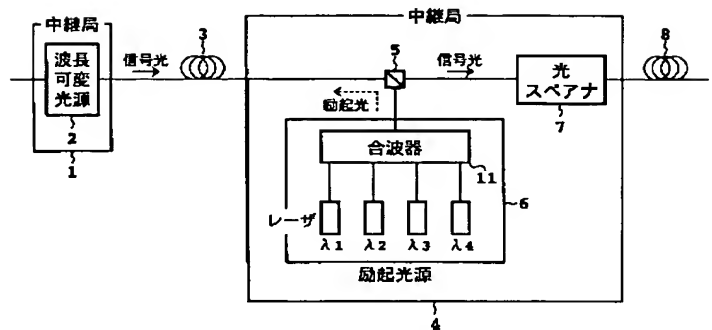 中継局
波長
可変
光源
2
1
信号光
3
中継局
5
信号光
励起光
光
スペアナ
7
8
合波器
11
6
レーザ
λ1 λ2 λ3 λ4
励起光源
4